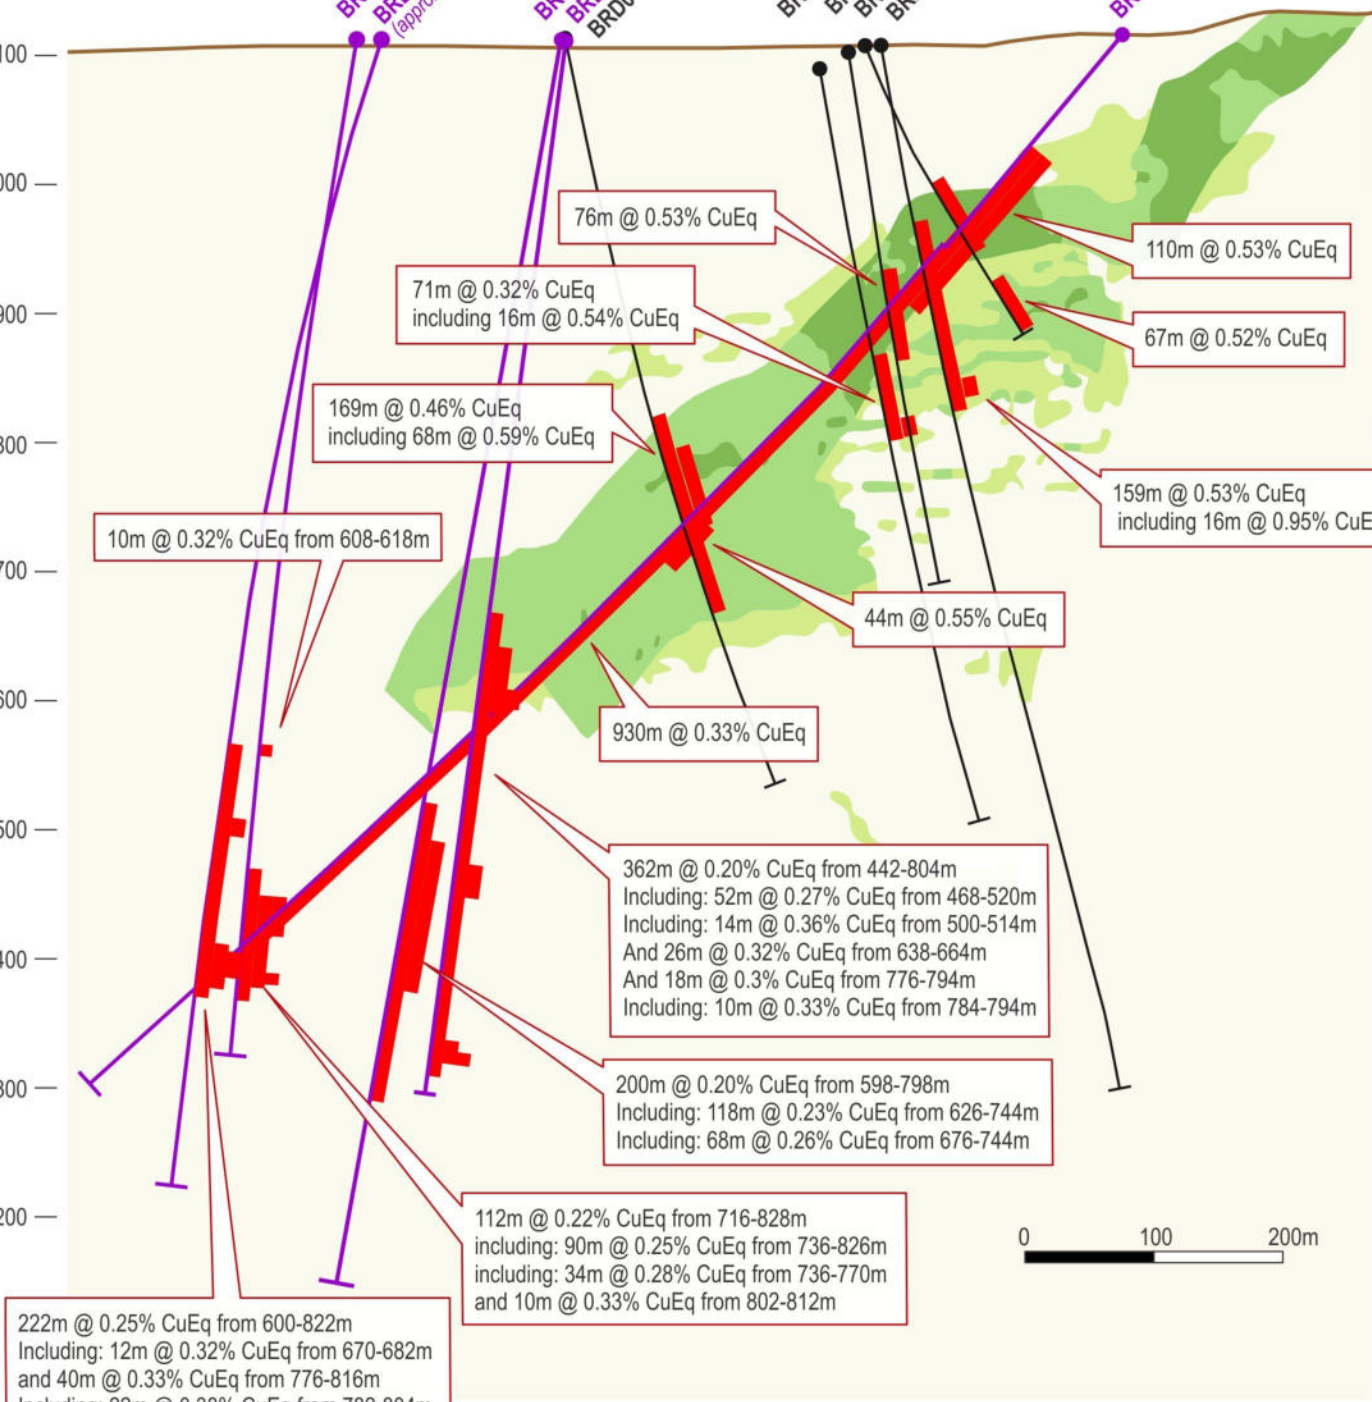 (appro
BRD0
100
000
76m @ 0.53% CuEq
110m @ 0.53% CuEq
71m @ 0.32% CuEq
including 16m @ 0.54% CuEq
900
67m @ 0.52% CuEq
169m @ 0.46% CuEq
including 68m @ 0.59% CuEq
800
159m @ 0.53% CuEq
including 16m @ 0.95% CuE
10m @ 0.32% CuEq from 608-618m
700
44m @ 0.55% CuEq
600
930m @ 0.33% CuEq
500
362m @ 0.20% CuEq from 442-804m
Including: 52m @ 0.27% CuEq from 468-520m
Including: 14m @ 0.36% CuEq from 500-514m
And 26m @ 0.32% CuEq from 638-664m
And 18m @ 0.3% CuEq from 776-794m
Including: 10m @ 0.33% CuEq from 784-794m
400
300
200m @ 0.20% CuEq from 598-798m
Including: 118m @ 0.23% CuEq from 626-744m
Including: 68m @ 0.26% CuEq from 676-744m
200
112m @ 0.22% CuEq from 716-828m
including: 90m @ 0.25% CuEq from 736-826m
including: 34m @ 0.28% CuEq from 736-770m
and 10m @ 0.33% CuEq from 802-812m
0 100 200m
222m @ 0.25% CuEq from 600-822m
Including: 12m @ 0.32% CuEq from 670-682m
and 40m @ 0.33% CuEq from 776-816m